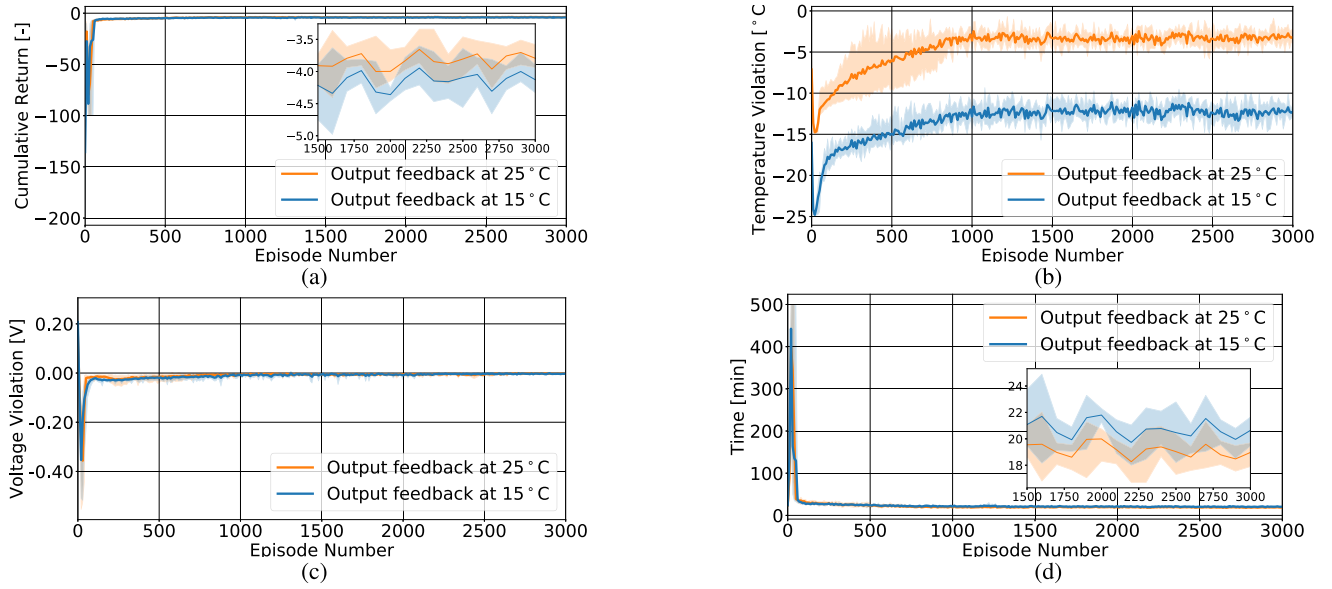 Cumulative Return [-]
0
−50
−100
−150
−200
−3.5
−4.0
−4.5
−5.0
1500 1750 2000 2250 2500 2750 3000
Output feedback at 25 °C
Output feedback at 15 °C
0 500 1000 1500 2000 2500 3000
Episode Number
(a)
Temperature Violation [°C]
0
−5
−10
−15
−20
−25
Output feedback at 25 °C
Output feedback at 15 °C
0 500 1000 1500 2000 2500 3000
Episode Number
(b)
Voltage Violation [V]
0.20
0.00
−0.20
−0.40
Output feedback at 25 °C
Output feedback at 15 °C
0 500 1000 1500 2000 2500 3000
Episode Number
(c)
Time [min]
500
400
300
200
100
0
Output feedback at 25 °C
Output feedback at 15 °C
24
22
20
18
1500 1750 2000 2250 2500 2750 3000
0 500 1000 1500 2000 2500 3000
Episode Number
(d)